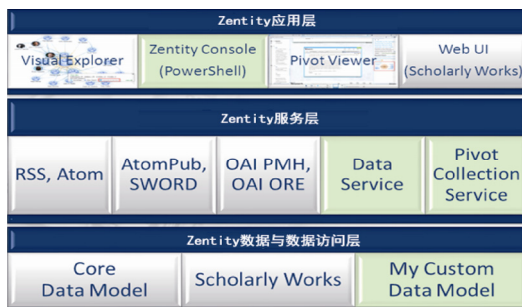 Zentity应用层
Visual Explorer
Zentity Console
(PowerShell)
Pivot Viewer
Web UI
(Scholarly Works)
Zentity服务层
RSS, Atom
AtomPub,
SWORD
OAI PMH,
OAI ORE
Data
Service
Pivot
Collection
Service
Zentity数据与数据访问层
Core
Data Model
Scholarly Works
My Custom
Data Model